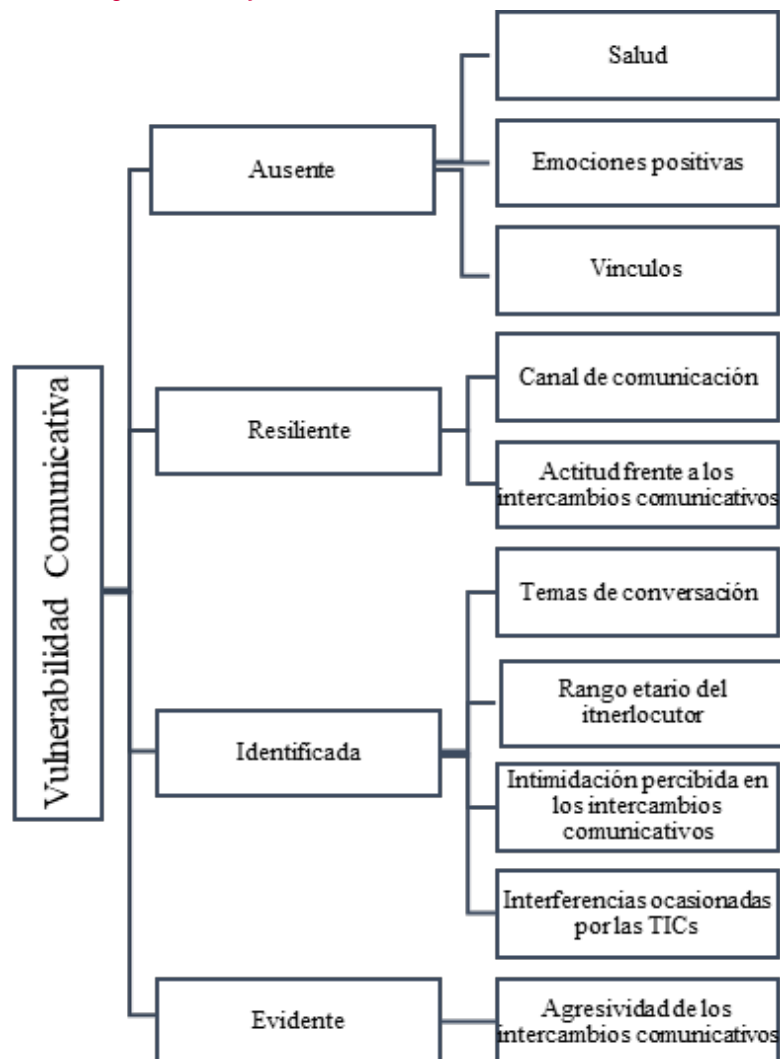 Vulnerabilidad Comunicativa
Ausente
Salud
Emociones positivas
Vinculos
Resiliente
Canal de comunicación
Actitud frente a los
intercambios comunicativos
Identificada
Temas de conversación
Rango etario del
itnerlocutor
Intimidación percibida en
los intercambios
comunicativos
Interferencias ocasionadas
por las TICs
Evidente
Agresividad de los
intercambios comunicativos